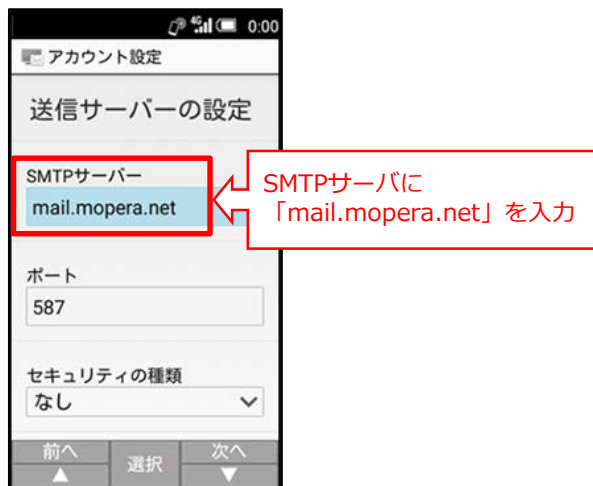 4G 0:00
アカウント設定
送信サーバーの設定
SMTPサーバー
mail.mopera.net
SMTPサーバに
「mail.mopera.net」を入力
ポート
587
セキュリティの種類
なし
前へ 選択 次へ